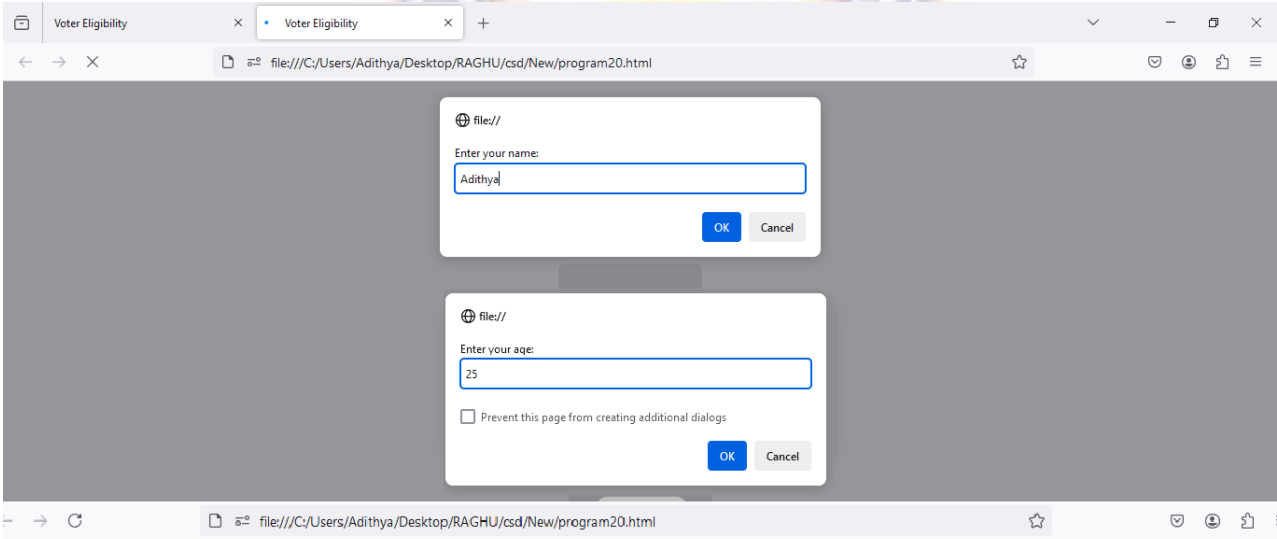 Voter Eligibility
Voter Eligibility
file:///C:/Users/Adithya/Desktop/RAGHU/csd/New/program20.html
file://
Enter your name:
Adithya
OK Cancel
file://
Enter your age:
25
Prevent this page from creating additional dialogs
OK Cancel
file:///C:/Users/Adithya/Desktop/RAGHU/csd/New/program20.html